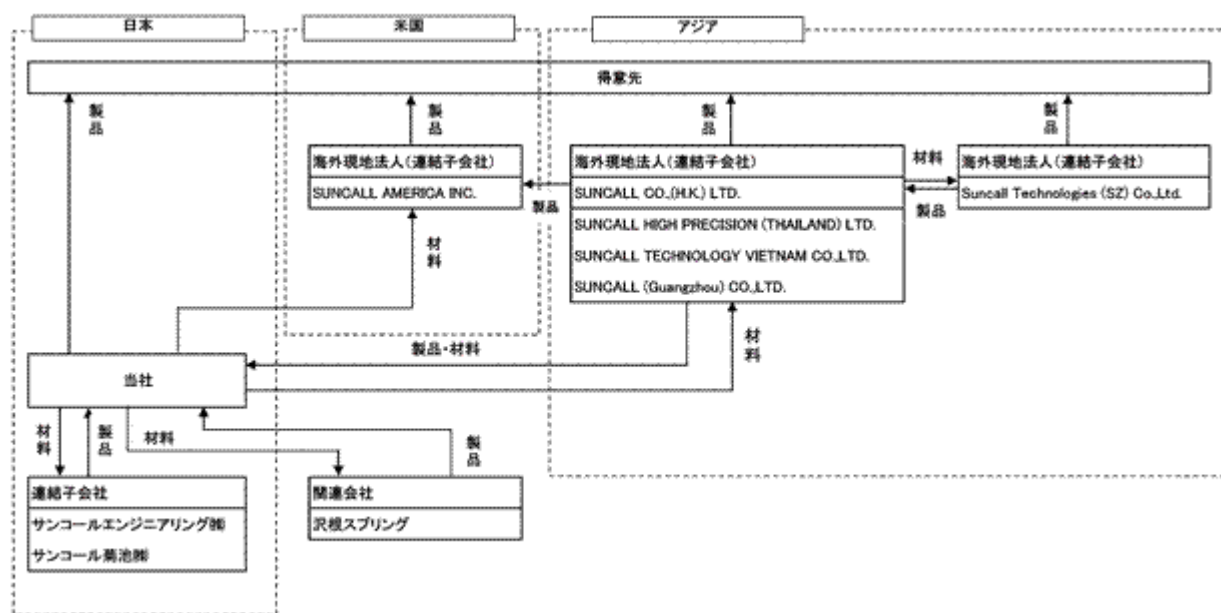 日本
米国
アジア
得意先
製品
製品
製品
製品
海外現地法人(連結子会社)
SUNCALL AMERICA INC.
海外現地法人(連結子会社)
SUNCALL CO.,(H.K.) LTD.
SUNCALL HIGH PRECISION (THAILAND) LTD.
SUNCALL TECHNOLOGY VIETNAM CO.,LTD.
SUNCALL (Guangzhou) CO.,LTD.
材料
製品
海外現地法人(連結子会社)
Suncall Technologies (SZ) Co.,Ltd.
製品
材料
製品・材料
材料
当社
材料
製品
材料
製品
連結子会社
サンコールエンジニアリング㈱
サンコール菊池㈱
関連会社
沢根スプリング